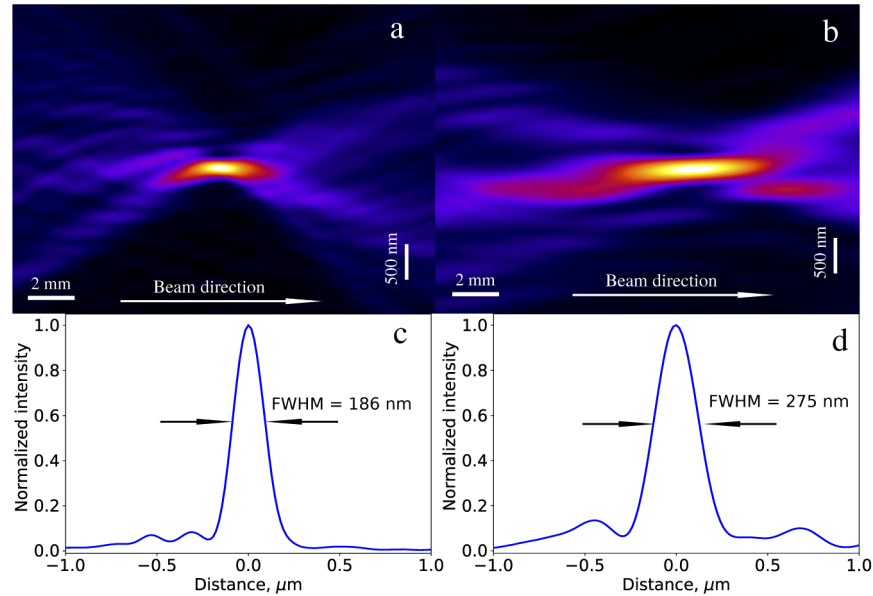 a
b
2 mm
Beam direction
500 nm
2 mm
Beam direction
500 nm
c
1.0
0.8
0.6
0.4
0.2
0.0
Normalized intensity
FWHM = 186 nm
−1.0
−0.5
0.0
0.5
1.0
Distance, μm
d
1.0
0.8
0.6
0.4
0.2
0.0
Normalized intensity
FWHM = 275 nm
−1.0
−0.5
0.0
0.5
1.0
Distance, μm